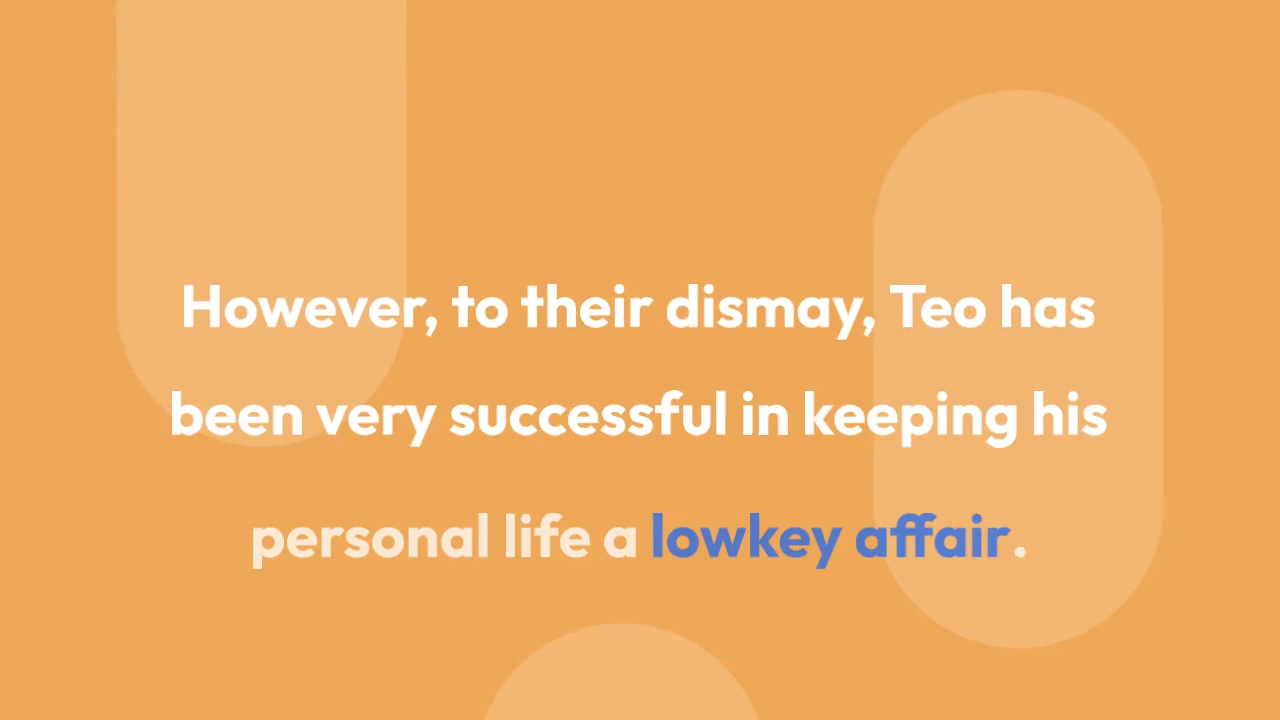 However, to their dismay, Teo has
been very successful in keeping his
personal life a lowkey affair.